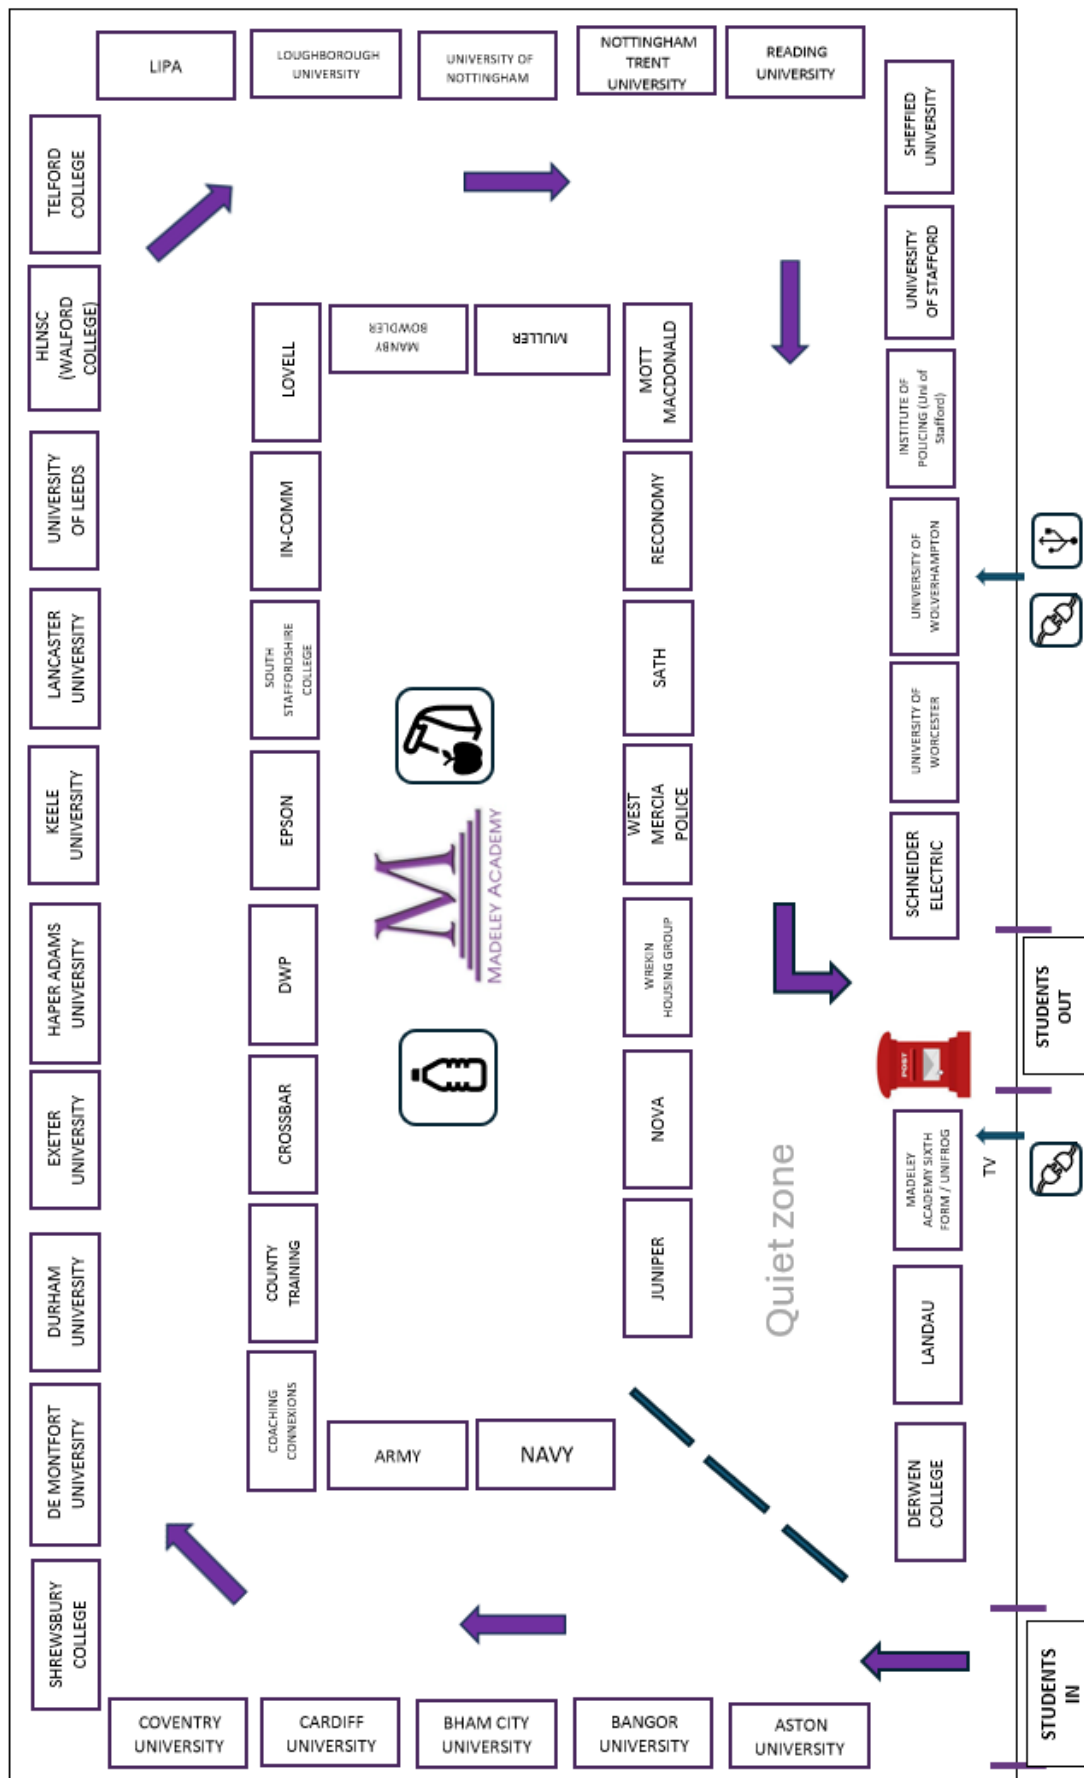 LIPA
LOUGHBOROUGH
UNIVERSITY
UNIVERSITY OF
NOTTINGHAM
NOTTINGHAM
TRENT
UNIVERSITY
READING
UNIVERSITY
SHEFFIED
UNIVERSITY
UNIVERSITY
OF STAFFORD
INSTITUTE OF
POLICING (Uni of
Stafford)
UNIVERSITY OF
WOLVERHAMPTON
UNIVERSITY OF
WORCESTER
SCHNEIDER
ELECTRIC
STUDENTS
OUT
POST
MADELEY
ACADEMY SIXTH
FORM / UNIFROG
TV
LANDAU
DERWEN
COLLEGE
STUDENTS
IN
ASTON
UNIVERSITY
BANGOR
UNIVERSITY
BHAM CITY
UNIVERSITY
CARDIFF
UNIVERSITY
COVENTRY
UNIVERSITY
SHREWSBURY
COLLEGE
DE MONTFORT
UNIVERSITY
DURHAM
UNIVERSITY
EXETER
UNIVERSITY
HAPER ADAMS
UNIVERSITY
KEELE
UNIVERSITY
LANCASTER
UNIVERSITY
UNIVERSITY
OF LEEDS
HLNSC
(WALFORD
COLLEGE)
TELFORD
COLLEGE
LOVELL
MANBY
BOWDLER
MULLER
MOTT
MACDONALD
RECONOMY
SATH
WEST
MERCIA
POLICE
WREKIN
HOUSING GROUP
NOVA
JUNIPER
Quiet zone
NAVY
ARMY
COACHING
CONNEXIONS
COUNTY
TRAINING
CROSSBAR
DWP
EPSON
SOUTH
STAFFORDSHIRE
COLLEGE
IN-COMM
M
MADELEY ACADEMY